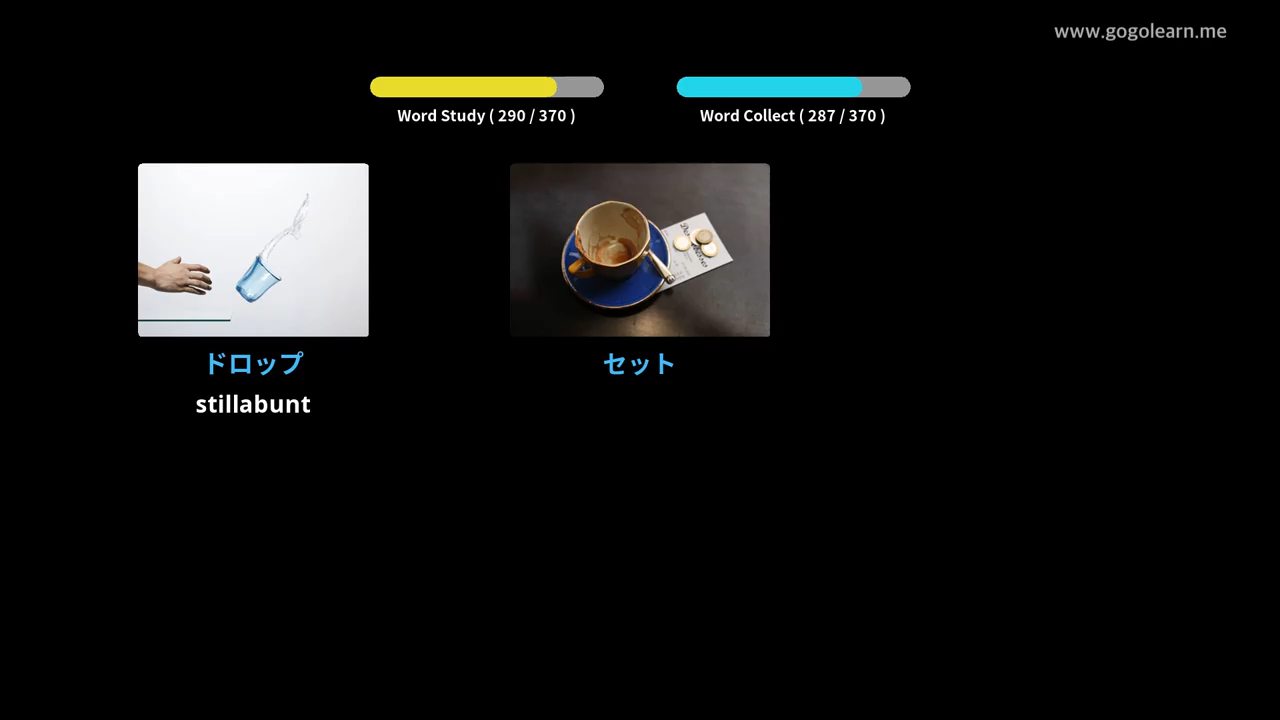 www.gogolearn.me
Word Study ( 290 / 370 )
Word Collect ( 287 / 370 )
ドロップ
セット
stillabunt